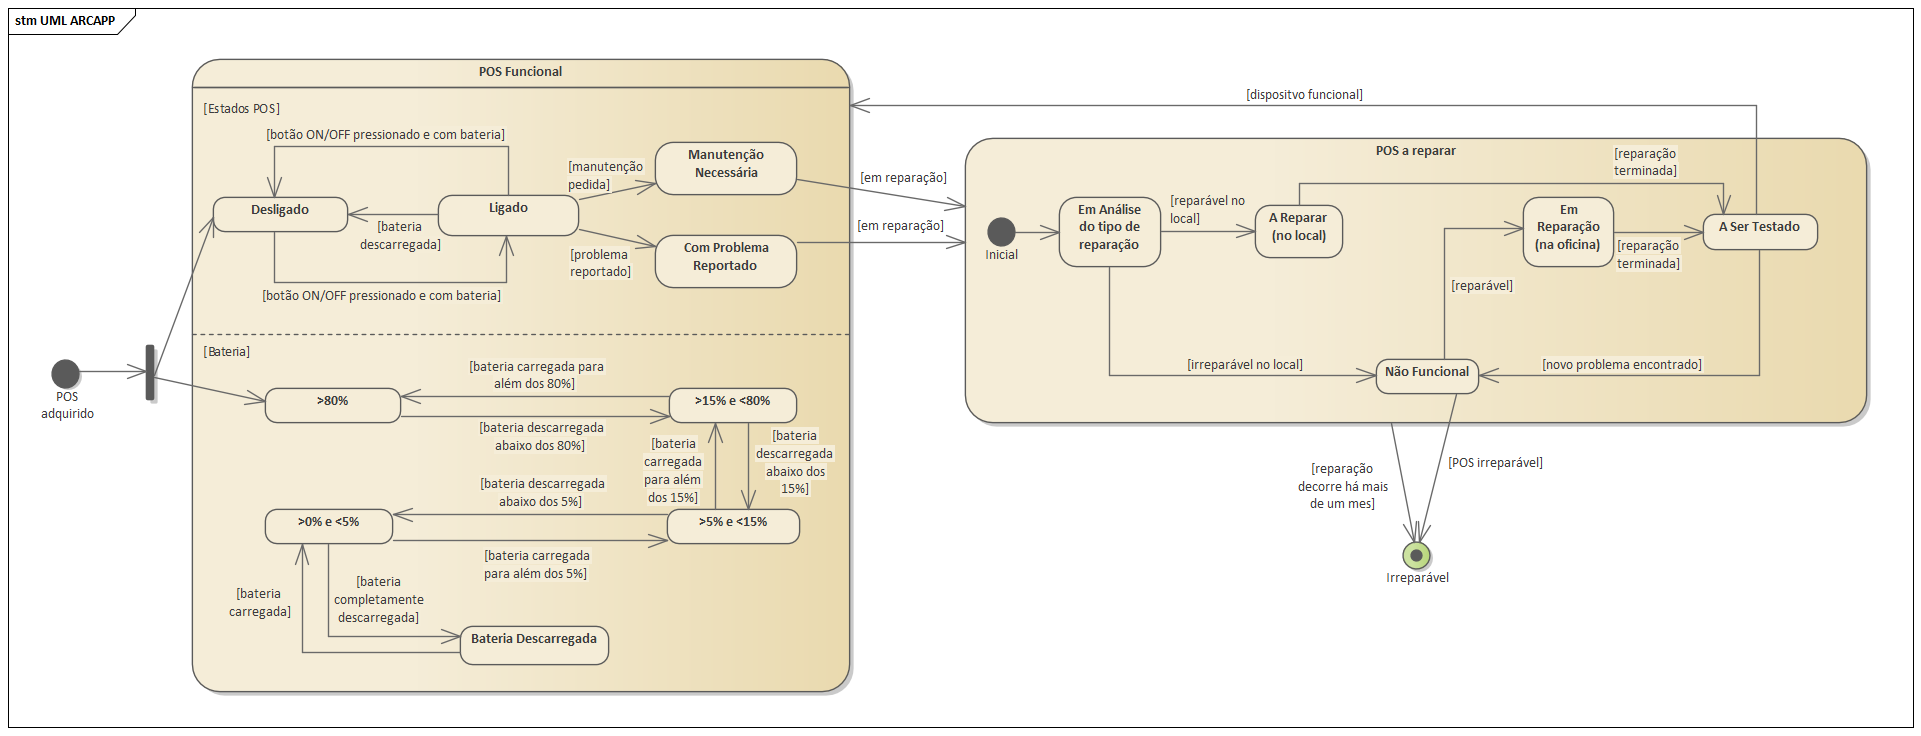 stm UML ARCAPP
POS Funcional
[Estados POS]
[botão ON/OFF pressionado e com bateria]
Desligado
Ligado
[bateria
descarregada]
[manutenção
pedida]
Manutenção
Necessária
[problema
reportado]
Com Problema
Reportado
[botão ON/OFF pressionado e com bateria]
[em reparação]
[em reparação]
[dispositvo funcional]
POS a reparar
Inicial
Em Análise
do tipo de
reparação
[reparável no
local]
A Reparar
(no local)
[reparação
terminada]
Em
Reparação
(na oficina)
[reparação
terminada]
A Ser Testado
[reparável]
[irreparável no local]
Não Funcional
[novo problema encontrado]
POS
adquirido
[Bateria]
>80%
[bateria carregada para
além dos 80%]
[bateria descarregada
abaixo dos 80%]
>15% e <80%
[bateria
carregada
para além
dos 15%]
[bateria
descarregada
abaixo dos
15%]
[bateria descarregada
abaixo dos 5%]
>0% e <5%
>5% e <15%
[bateria carregada
para além dos 5%]
[bateria
carregada]
[bateria
completamente
descarregada]
Bateria Descarregada
[reparação
decorre há mais
de um mes]
[POS irreparável]
Irreparável